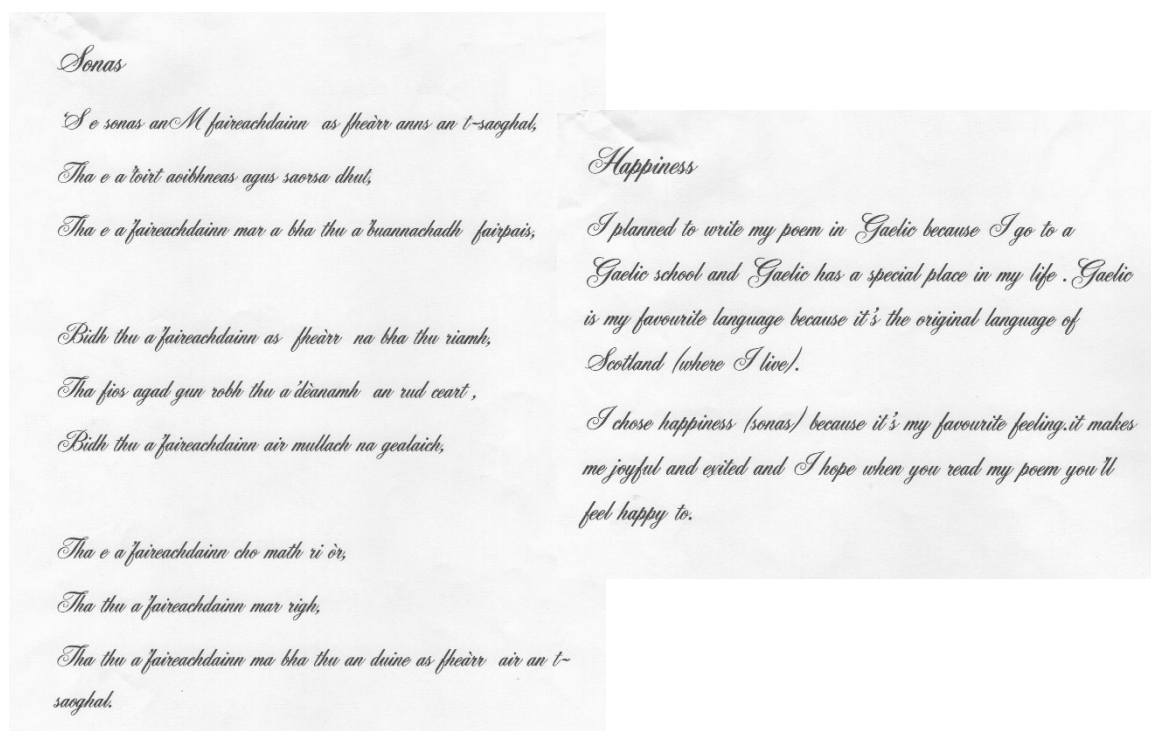 Sonas
'S e sonas anM faireachdainn as fheàrr anns an t-saoghal,
Tha e a'toirt aoibhneas agus saorsa dhut,
Tha e a'faireachdainn mar a bha thu a'buannachadh fairpais,
Bidh thu a'faireachdainn as fheàrr na bha thu riamh,
Tha fios agad gun robh thu a'dèanamh an rud ceart ,
Bidh thu a'faireachdainn air mullach na gealaich,
Tha e a'faireachdainn cho math ri òr,
Tha thu a'faireachdainn mar righ,
Tha thu a'faireachdainn ma bha thu an duine as fheàrr air an t-
saoghal.
Happiness
I planned to write my poem in Gaelic because I go to a
Gaelic school and Gaelic has a special place in my life . Gaelic
is my favourite language because it's the original language of
Scotland (where I live).
I chose happiness (sonas) because it's my favourite feeling.it makes
me joyful and exited and I hope when you read my poem you'll
feel happy to.